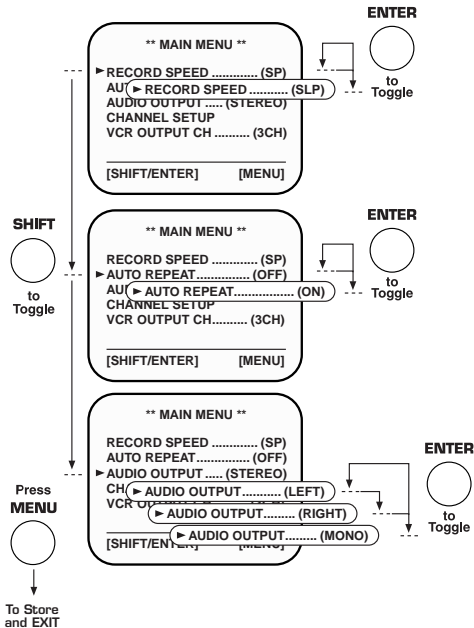 ENTER
to
Toggle
** MAIN MENU **
►RECORD SPEED ............. (SP)
AUT
► RECORD SPEED ........... (SLP)
AUDIO OUTPUT ..... (STEREO)
CHANNEL SETUP
VCR OUTPUT CH .......... (3CH)
[SHIFT/ENTER] [MENU]
SHIFT
to
Toggle
ENTER
to
Toggle
** MAIN MENU **
RECORD SPEED ............. (SP)
►AUTO REPEAT............. (OFF)
AU
► AUTO REPEAT.................. (ON)
CHANNEL SETUP
VCR OUTPUT CH.......... (3CH)
[SHIFT/ENTER] [MENU]
ENTER
to
Toggle
** MAIN MENU **
RECORD SPEED ............. (SP)
AUTO REPEAT............. (OFF)
►AUDIO OUTPUT ..... (STEREO)
CH
► AUDIO OUTPUT........... (LEFT)
VCR OU
► AUDIO OUTPUT......... (RIGHT)
► AUDIO OUTPUT......... (MONO)
[SHIFT/ENTER] [MENU]
Press
MENU
To Store
and EXIT